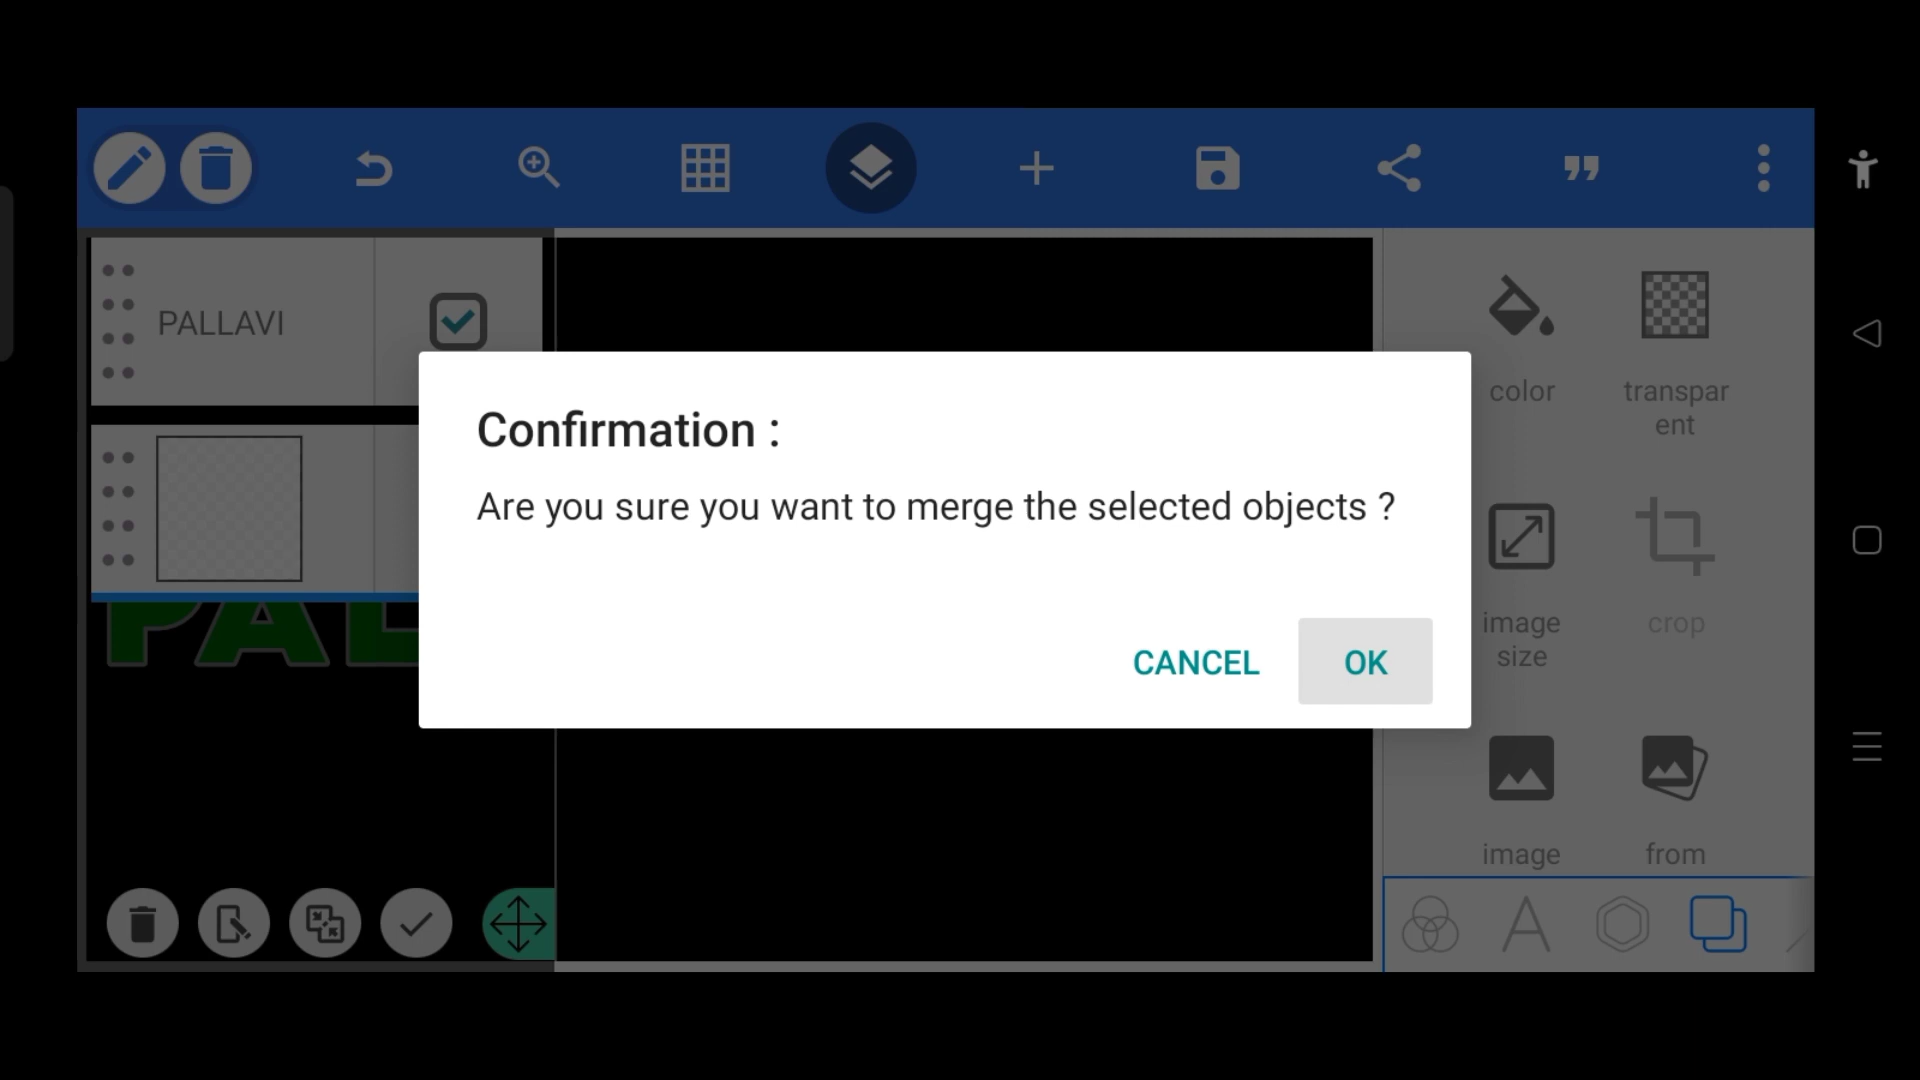 PALLAVI
Confirmation :
Are you sure you want to merge the selected objects ?
CANCEL
OK
color
transpar
ent
image
size
crop
image
from
PAL